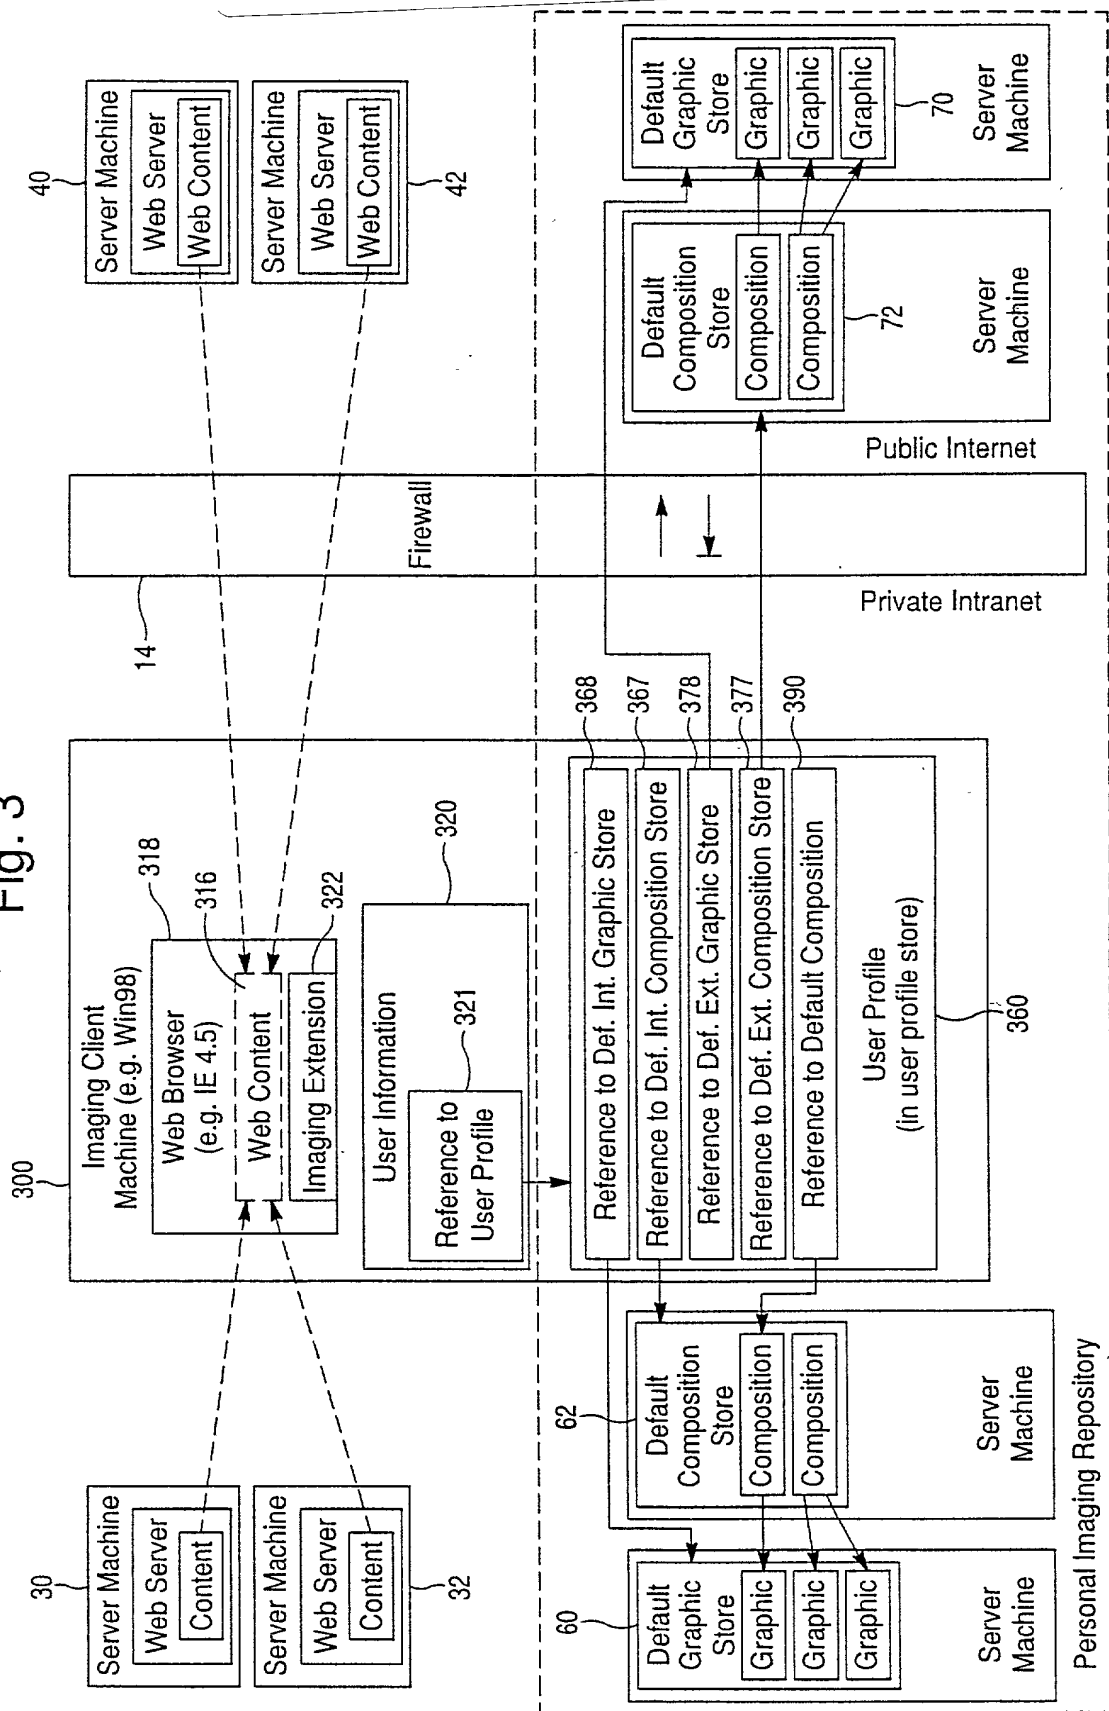 Fig. 3
30
Server Machine
Web Server
Content
Server Machine
Web Server
Content
32
300
Imaging Client
Machine (e.g. Win98)
Web Browser
(e.g. IE 4.5)
Web Content
Imaging Extension
318
316
322
User Information
Reference to
User Profile
321
320
14
Firewall
40
Server Machine
Web Server
Web Content
Server Machine
Web Server
Web Content
42
60
Default
Graphic
Store
Graphic
Graphic
Graphic
Server
Machine
62
Default
Composition
Store
Composition
Composition
Server
Machine
Reference to Def. Int. Graphic Store
368
Reference to Def. Int. Composition Store
367
Reference to Def. Ext. Graphic Store
378
Reference to Def. Ext. Composition Store
377
Reference to Default Composition
390
User Profile
(in user profile store)
360
Private Intranet
Public Internet
Default
Composition
Store
Composition
Composition
72
Server
Machine
Default
Graphic
Store
Graphic
Graphic
Graphic
70
Server
Machine
Personal Imaging Repository